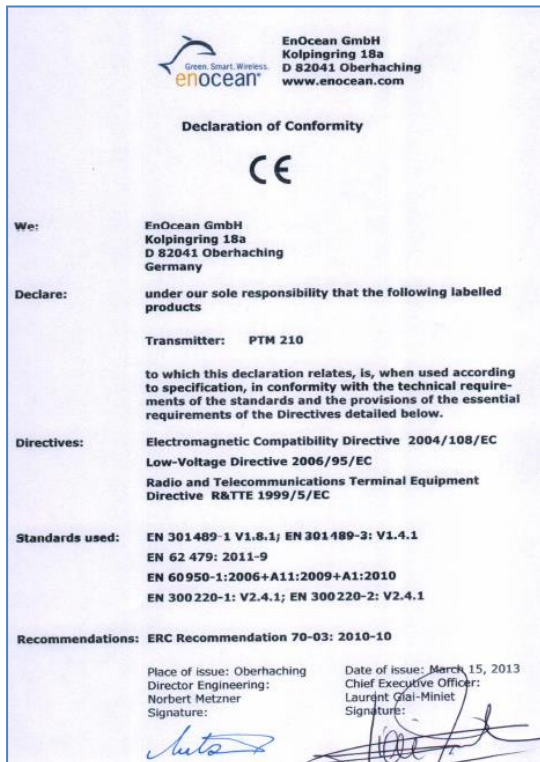 EnOcean GmbH
Kolpingring 18a
D 82041 Oberhaching
www.enocean.com
Green. Smart. Wireless.
enocean®
Declaration of Conformity
CE
We: EnOcean GmbH
Kolpingring 18a
D 82041 Oberhaching
Germany
Declare: under our sole responsibility that the following labelled
products
Transmitter: PTM 210
to which this declaration relates, is, when used according
to specification, in conformity with the technical require-
ments of the standards and the provisions of the essential
requirements of the Directives detailed below.
Directives: Electromagnetic Compatibility Directive 2004/108/EC
Low-Voltage Directive 2006/95/EC
Radio and Telecommunications Terminal Equipment
Directive R&TTE 1999/5/EC
Standards used: EN 301489-1 V1.8.1; EN 301489-3: V1.4.1
EN 62 479: 2011-9
EN 60950-1:2006+A11:2009+A1:2010
EN 300220-1: V2.4.1; EN 300220-2: V2.4.1
Recommendations: ERC Recommendation 70-03: 2010-10
Place of issue: Oberhaching Date of issue: March 15, 2013
Director Engineering: Chief Executive Officer:
Norbert Metzner Laurent Giai-Miniet
Signature: Signature: